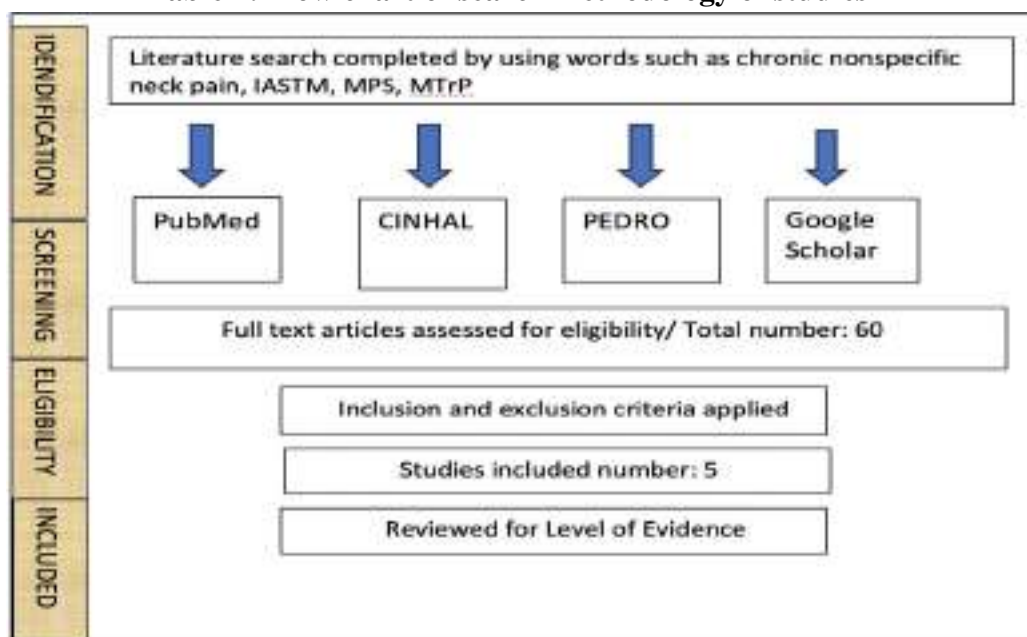 IDENDIFICATION
Literature search completed by using words such as chronic nonspecific
neck pain, IASTM, MPS, MTrP
PubMed
CINHAL
PEDRO
Google
Scholar
SCREENING
Full text articles assessed for eligibility/ Total number: 60
ELIGIBILITY
Inclusion and exclusion criteria applied
Studies included number: 5
INCLUDED
Reviewed for Level of Evidence